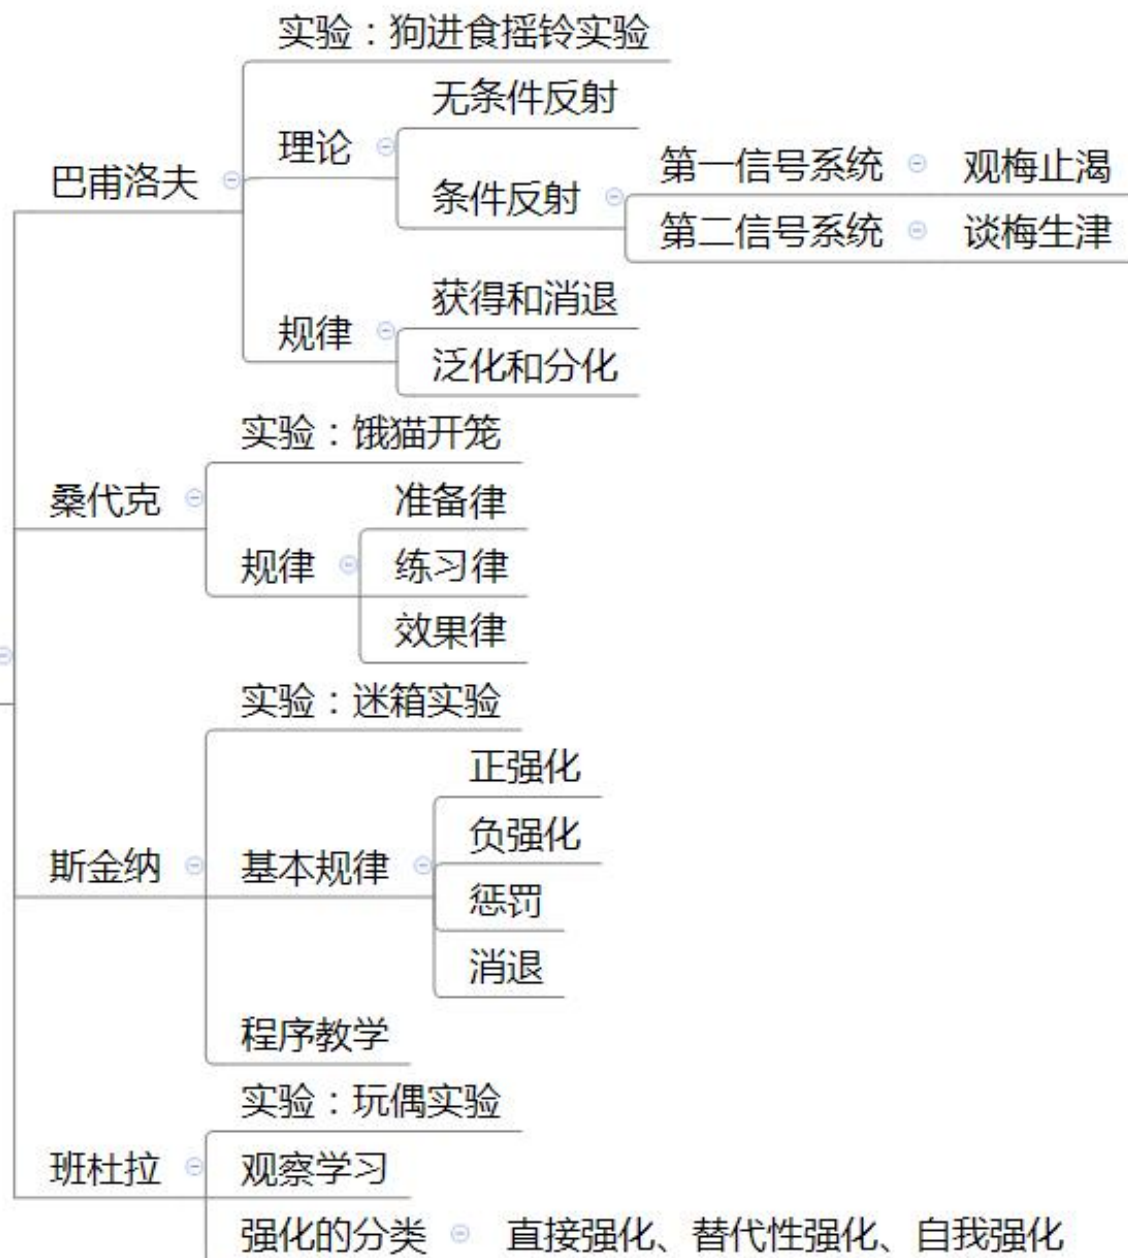 实验：狗进食摇铃实验
无条件反射
理论
第一信号系统 观梅止渴
巴甫洛夫
条件反射
第二信号系统 谈梅生津
获得和消退
规律
泛化和分化
实验：饿猫开笼
桑代克
准备律
规律
练习律
效果律
实验：迷箱实验
正强化
负强化
斯金纳
基本规律
惩罚
消退
程序教学
实验：玩偶实验
班杜拉
观察学习
强化的分类 直接强化、替代性强化、自我强化